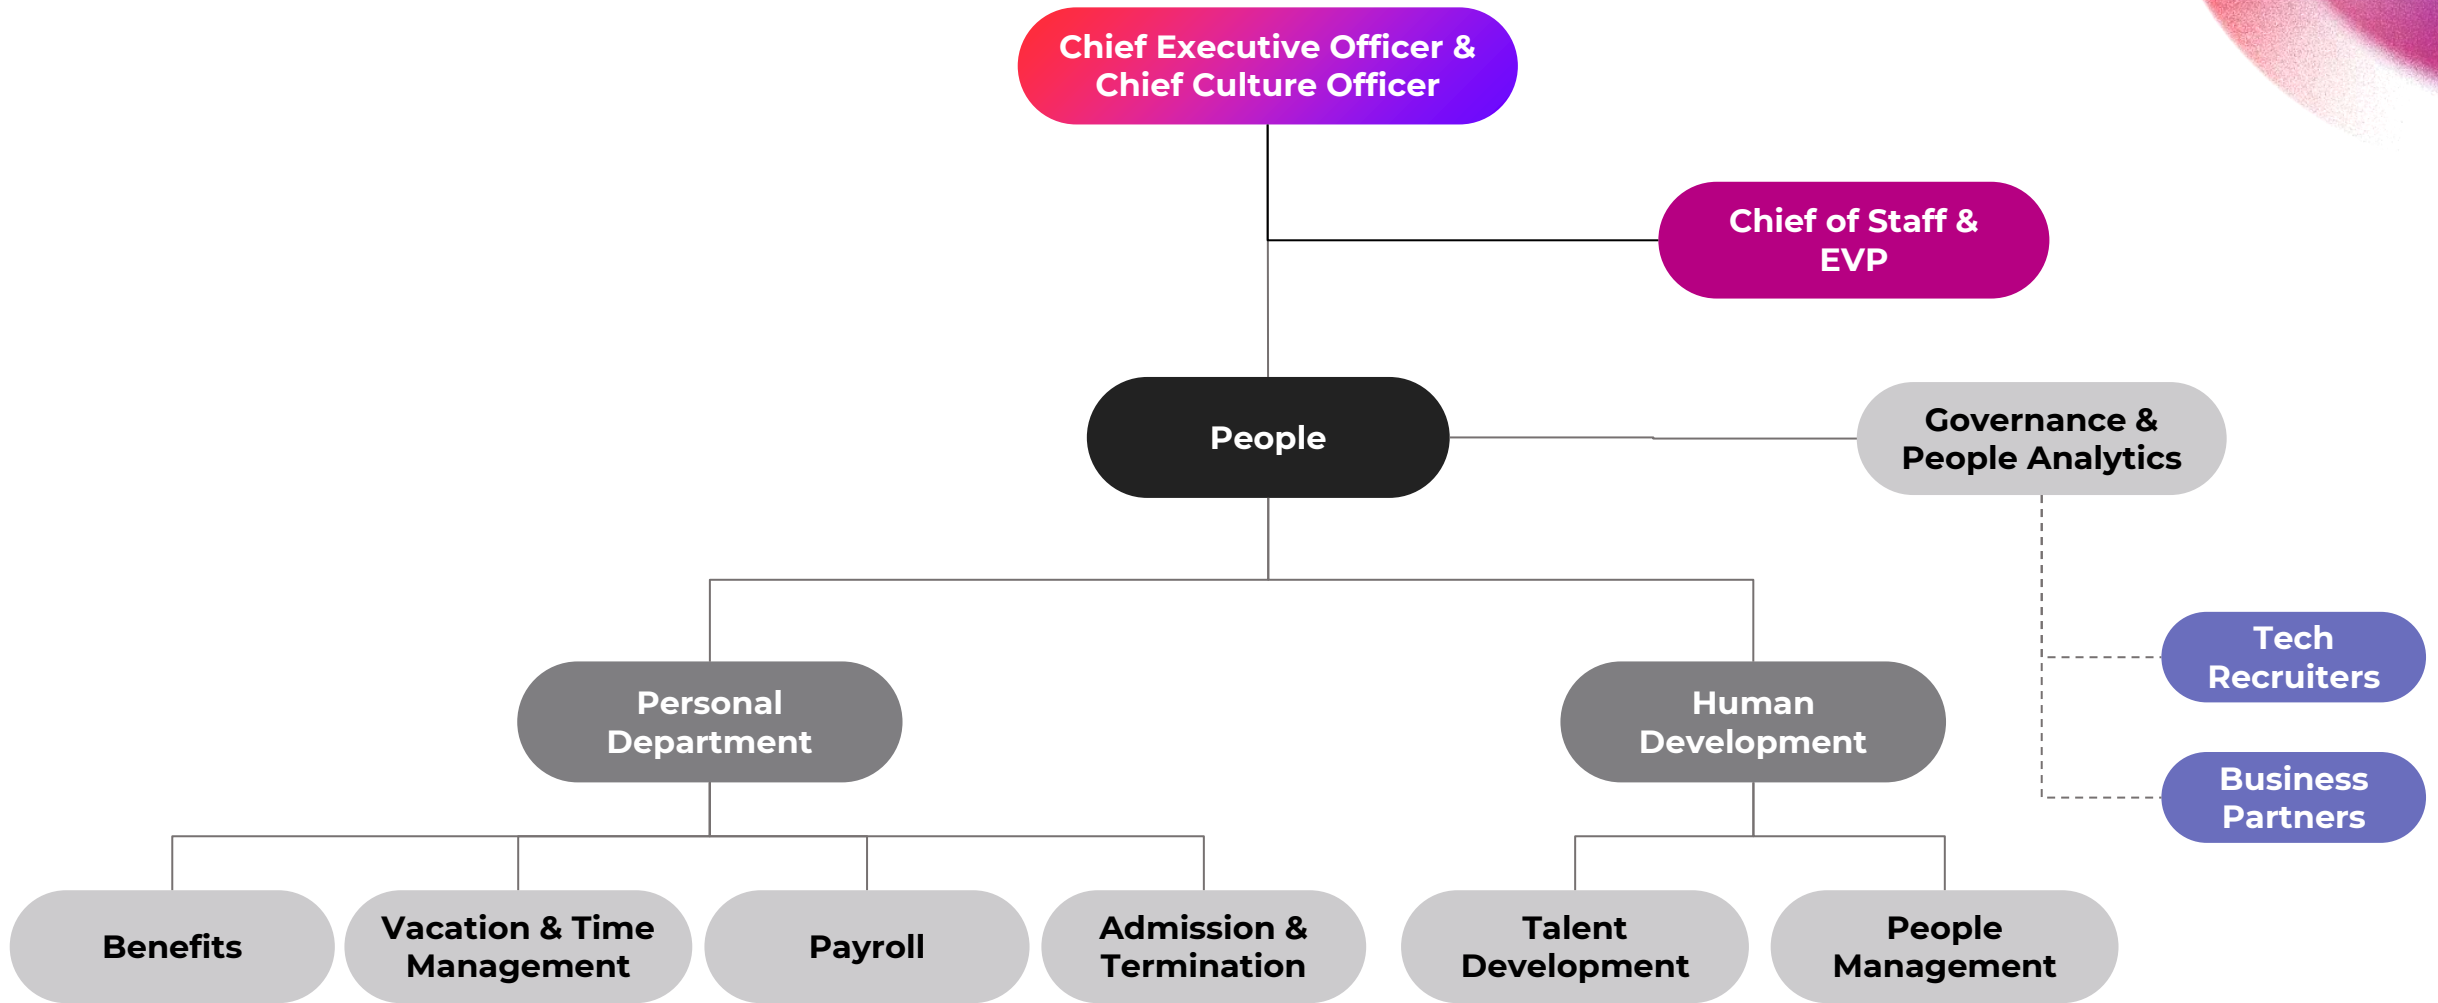 Chief Executive Officer &
Chief Culture Officer
Chief of Staff &
EVP
People
Governance &
People Analytics
Tech
Recruiters
Business
Partners
Personal
Department
Human
Development
Benefits
Vacation & Time
Management
Payroll
Admission &
Termination
Talent
Development
People
Management